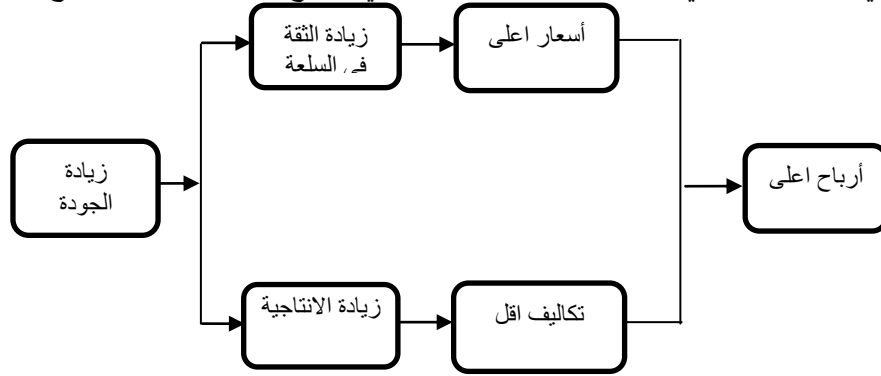 زيادة الثقة
في السلعة
أسعار اعلى
زيادة
الجودة
أرباح اعلى
زيادة الانتاجية
تكاليف اقل